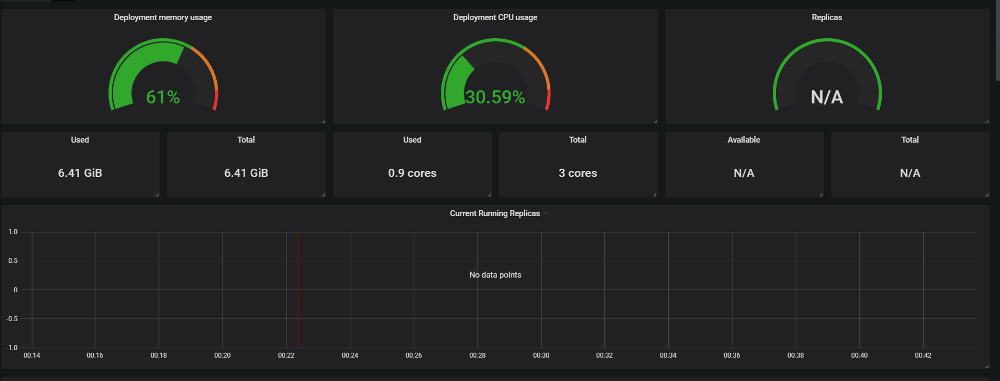 Deployment memory usage
61%
Deployment CPU usage
30.59%
Replicas
N/A
Used
6.41 GiB
Total
6.41 GiB
Used
0.9 cores
Total
3 cores
Available
N/A
Total
N/A
Current Running Replicas
1.0
0.5
No data points
0
-0.5
-1.0
00:14 00:16 00:18 00:20 00:22 00:24 00:26 00:28 00:30 00:32 00:34 00:36 00:38 00:40 00:42